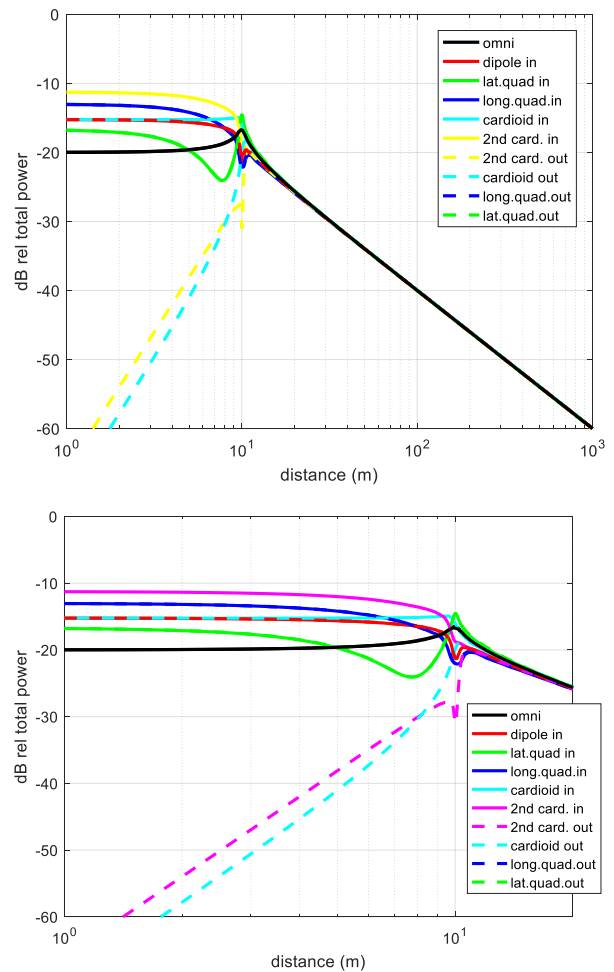 0
-10
-20
-30
-40
-50
-60
dB rel total power
10^0
10^1
10^2
10^3
distance (m)
omni
dipole in
lat.quad in
long.quad.in
cardioid in
2nd card. in
2nd card. out
cardioid out
long.quad.out
lat.quad.out
0
-10
-20
-30
-40
-50
-60
dB rel total power
10^0
10^1
distance (m)
omni
dipole in
lat.quad in
long.quad.in
cardioid in
2nd card. in
2nd card. out
cardioid out
long.quad.out
lat.quad.out